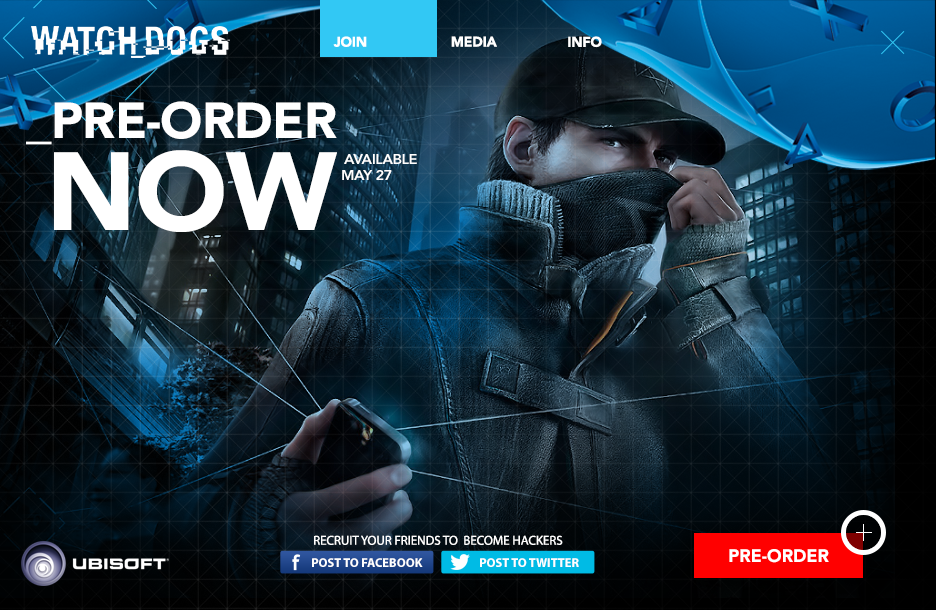 WATCH_DOGS
JOIN
MEDIA
INFO
_PRE-ORDER
NOW
AVAILABLE
MAY 27
RECRUIT YOUR FRIENDS TO BECOME HACKERS
f POST TO FACEBOOK
POST TO TWITTER
UBISOFT
PRE-ORDER